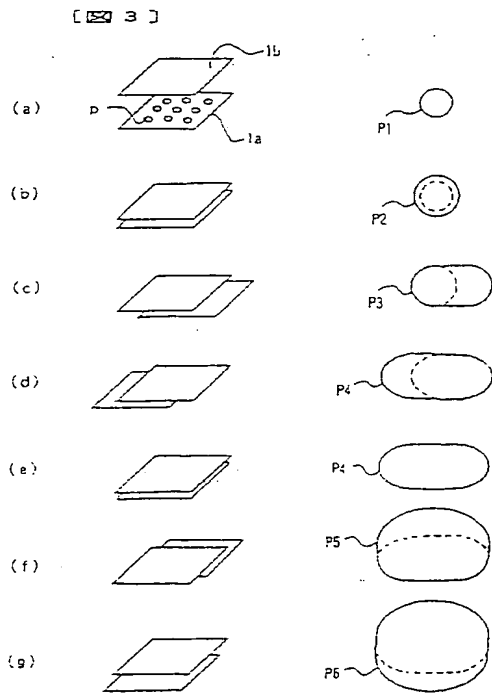 [図 3]
1b
(a) p 1a P1
(b) P2
(c) P3
(d) P4
(e) P4
(f) P5
(g) P6